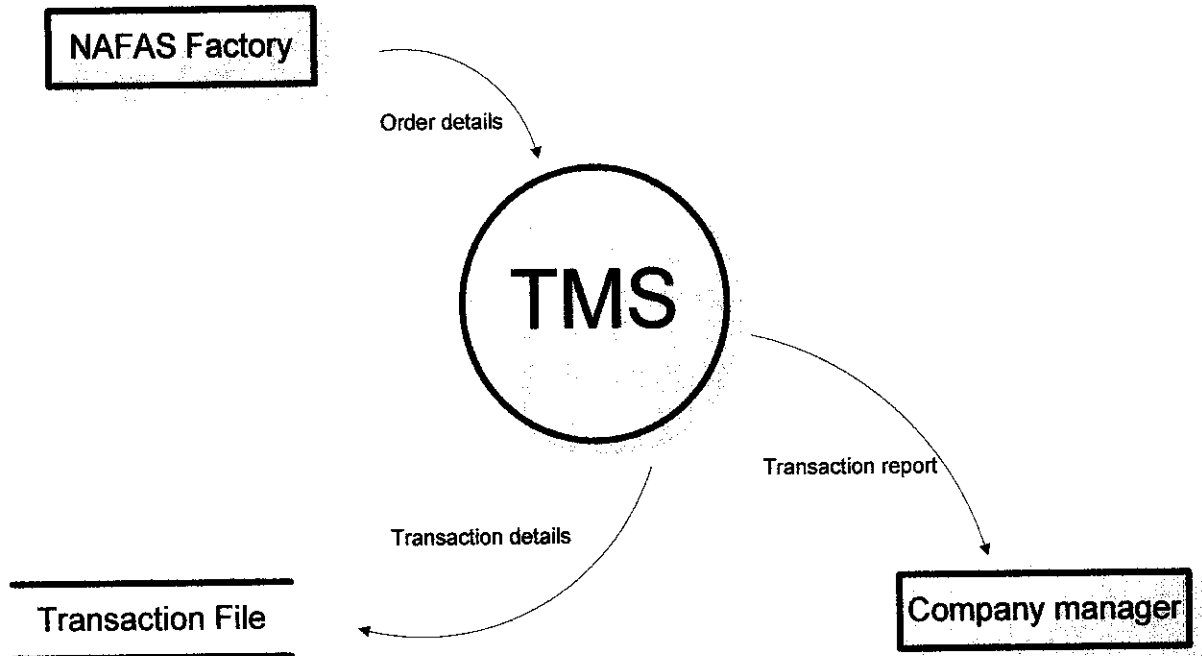 NAFAS Factory
Order details
TMS
Transaction report
Transaction details
Transaction File
Company manager